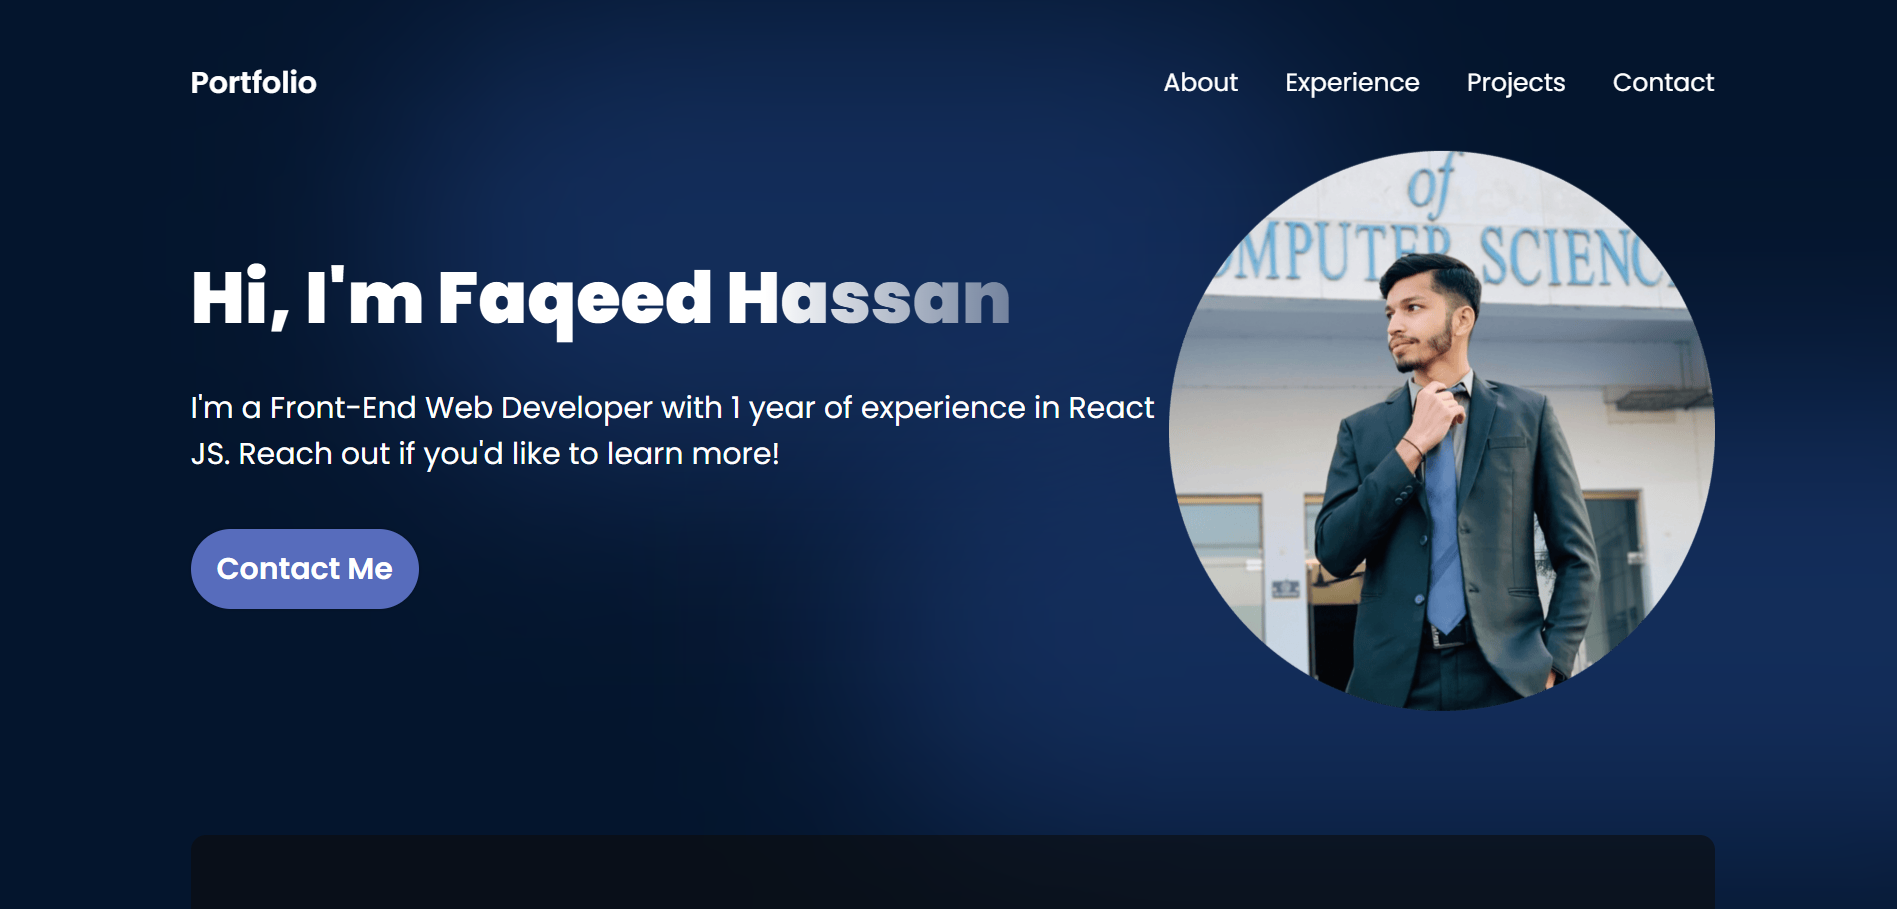 Portfolio
About Experience Projects Contact
of
MPUTER SCIENC
Hi, I'm Faqeed Hassan
I'm a Front-End Web Developer with 1 year of experience in React
JS. Reach out if you'd like to learn more!
Contact Me